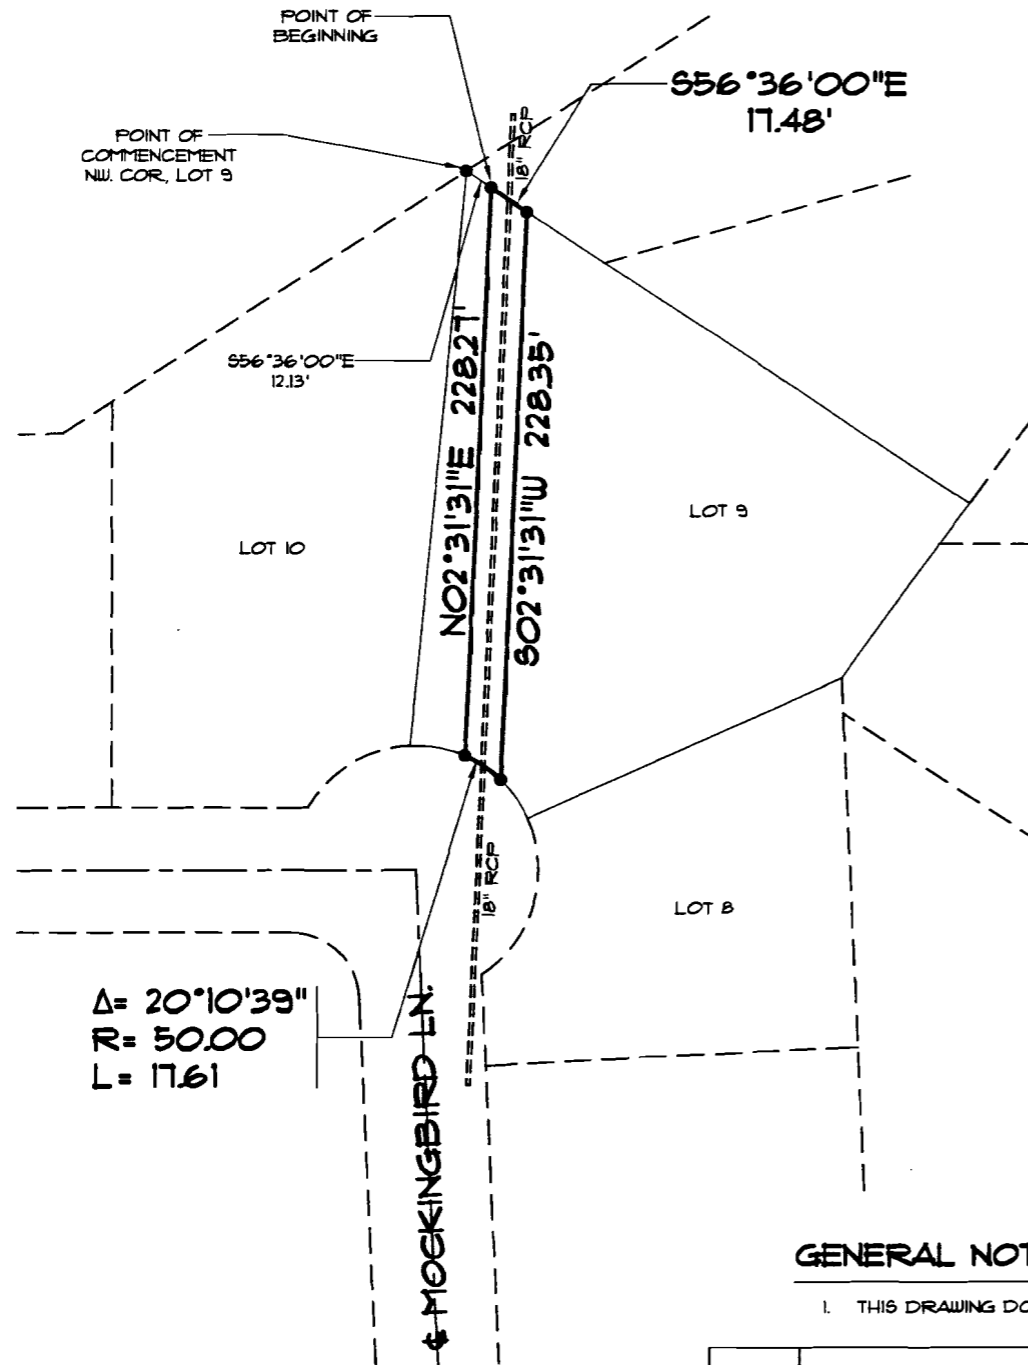 POINT OF
BEGINNING
S56°36'00"E
17.48'
18" RCP
POINT OF
COMMENCEMENT
NW. COR., LOT 9
S56°36'00"E
12.13'
N02°31'31"E 228.27'
S02°31'31"W 228.35'
LOT 10
LOT 9
18" RCP
LOT 8
Δ= 20°10'39"
R= 50.00
L= 17.61
℄ MOCKINGBIRD LN.
GENERAL NOT
1. THIS DRAWING DO